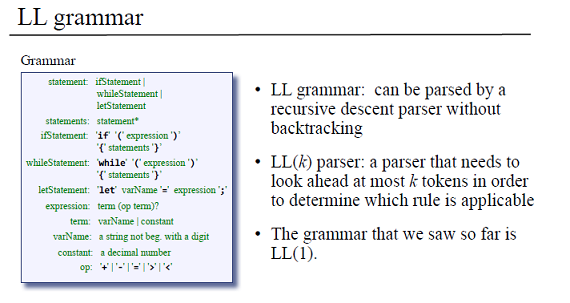 LL grammar
Grammar
statement: ifStatement |
whileStatement |
letStatement
statements: statement*
ifStatement: 'if' '(' expression ')'
'{' statements '}'
whileStatement: 'while' '(' expression ')'
'{' statements '}'
letStatement: 'let' varName '=' expression ';'
expression: term (op term)?
term: varName | constant
varName: a string not beg. with a digit
constant: a decimal number
op: '+' | '-' | '=' | '>' | '<'
• LL grammar: can be parsed by a
recursive descent parser without
backtracking
• LL(k) parser: a parser that needs to
look ahead at most k tokens in order
to determine which rule is applicable
• The grammar that we saw so far is
LL(1).